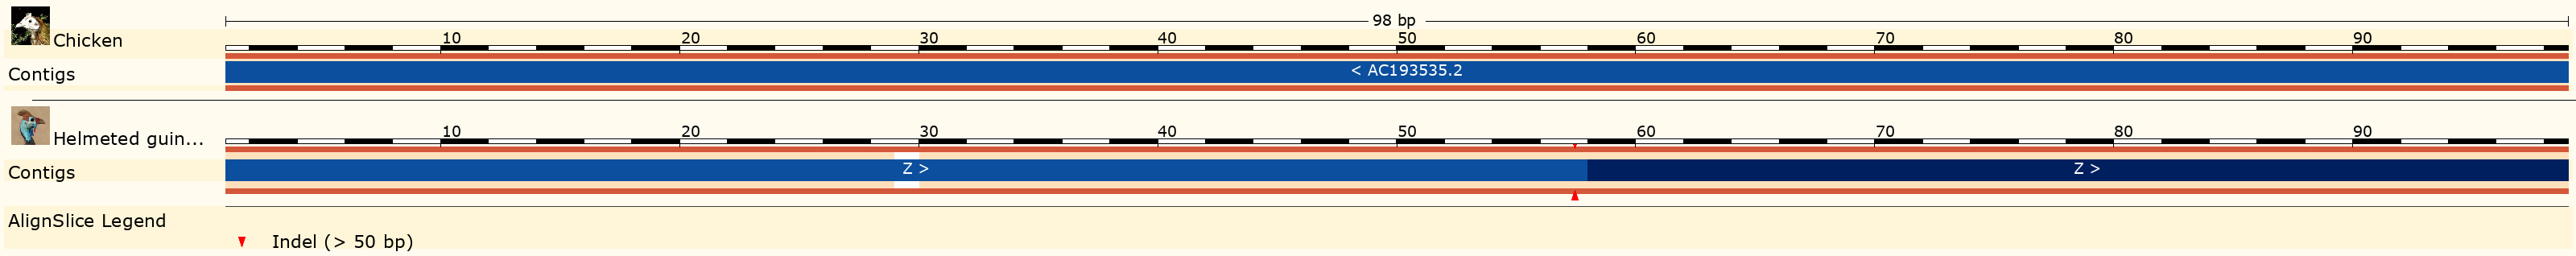 98 bp
Chicken
10 20 30 40 50 60 70 80 90
Contigs
< AC193535.2
Helmeted guin...
10 20 30 40 50 60 70 80 90
Contigs
Z > Z >
AlignSlice Legend
Indel (> 50 bp)